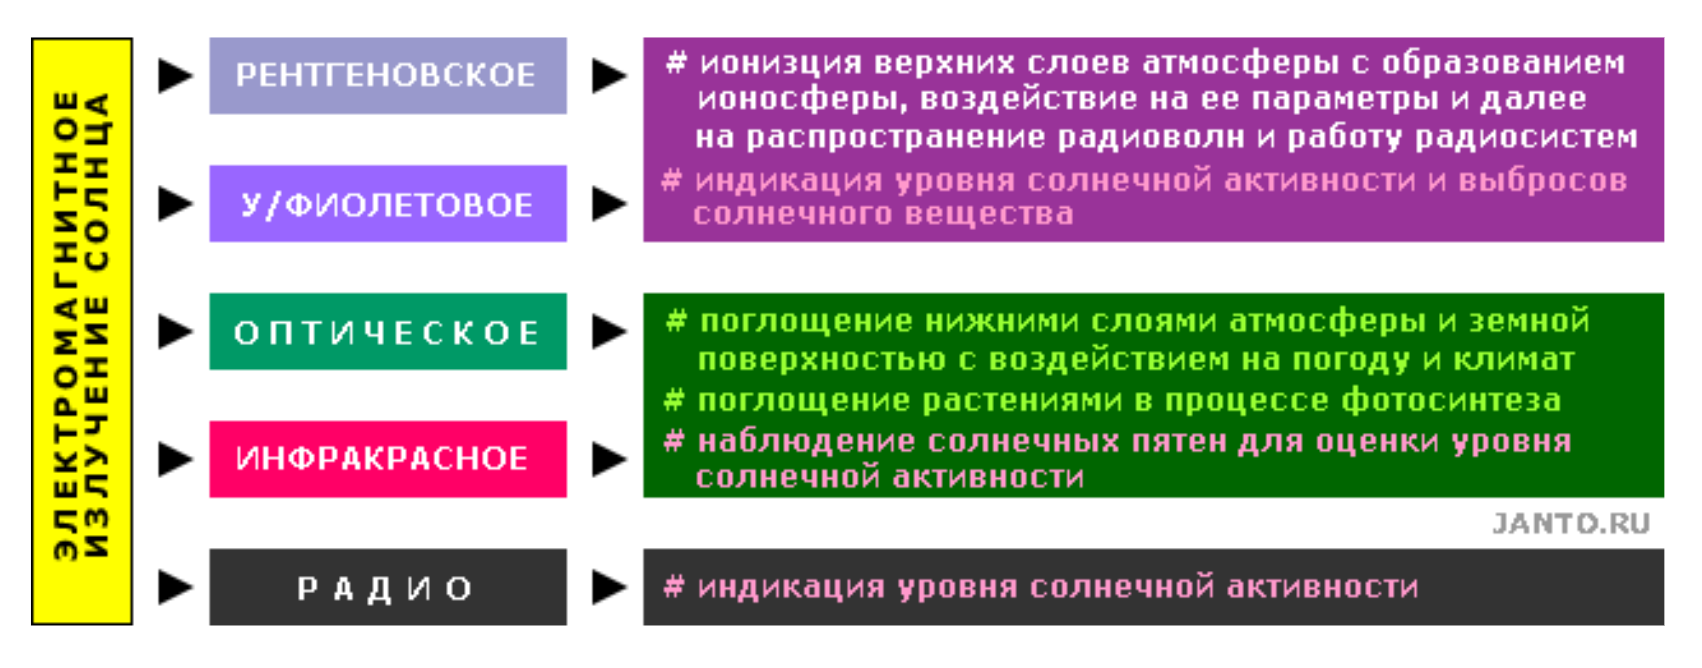 ЭЛЕКТРОМАГНИТНОЕ
ИЗЛУЧЕНИЕ СОЛНЦА
РЕНТГЕНОВСКОЕ
# ионизция верхних слоев атмосферы с образованием
ионосферы, воздействие на ее параметры и далее
на распространение радиоволн и работу радиосистем
У/ФИОЛЕТОВОЕ
# индикация уровня солнечной активности и выбросов
солнечного вещества
ОПТИЧЕСКОЕ
# поглощение нижними слоями атмосферы и земной
поверхностью с воздействием на погоду и климат
# поглощение растениями в процессе фотосинтеза
ИНФРАКРАСНОЕ
# наблюдение солнечных пятен для оценки уровня
солнечной активности
JANTO.RU
РАДИО
# индикация уровня солнечной активности